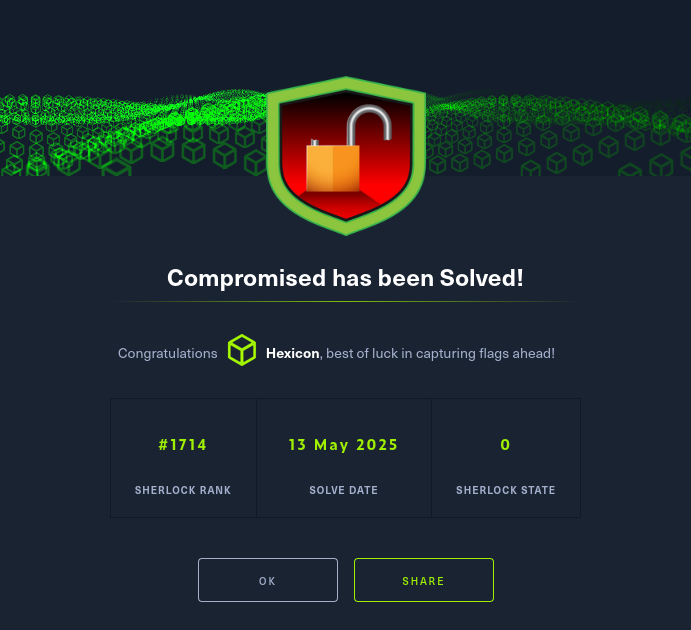 Compromised has been Solved!
Congratulations Hexicon, best of luck in capturing flags ahead!
#1714 13 May 2025 0
SHERLOCK RANK SOLVE DATE SHERLOCK STATE
OK SHARE